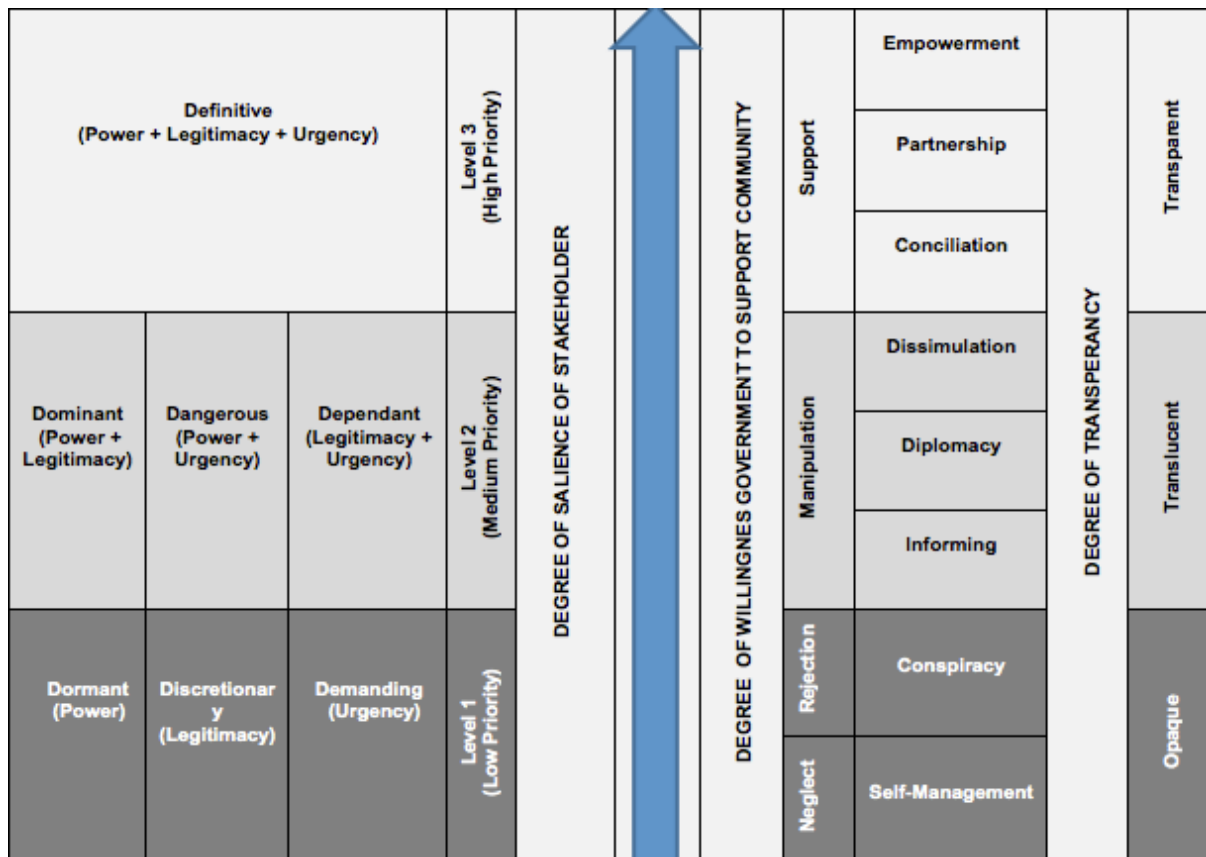 Definitive
(Power + Legitimacy + Urgency)
Level 3
(High Priority)
Dominant
(Power +
Legitimacy)
Dangerous
(Power +
Urgency)
Dependant
(Legitimacy +
Urgency)
Level 2
(Medium Priority)
Dormant
(Power)
Discretionar
y
(Legitimacy)
Demanding
(Urgency)
Level 1
(Low Priority)
DEGREE OF SALIENCE OF STAKEHOLDER
DEGREE OF WILLINGNES GOVERNMENT TO SUPPORT COMMUNITY
Support
Empowerment
Partnership
Conciliation
Manipulation
Dissimulation
Diplomacy
Informing
Rejection
Conspiracy
Neglect
Self-Management
DEGREE OF TRANSPERANCY
Transparent
Translucent
Opaque